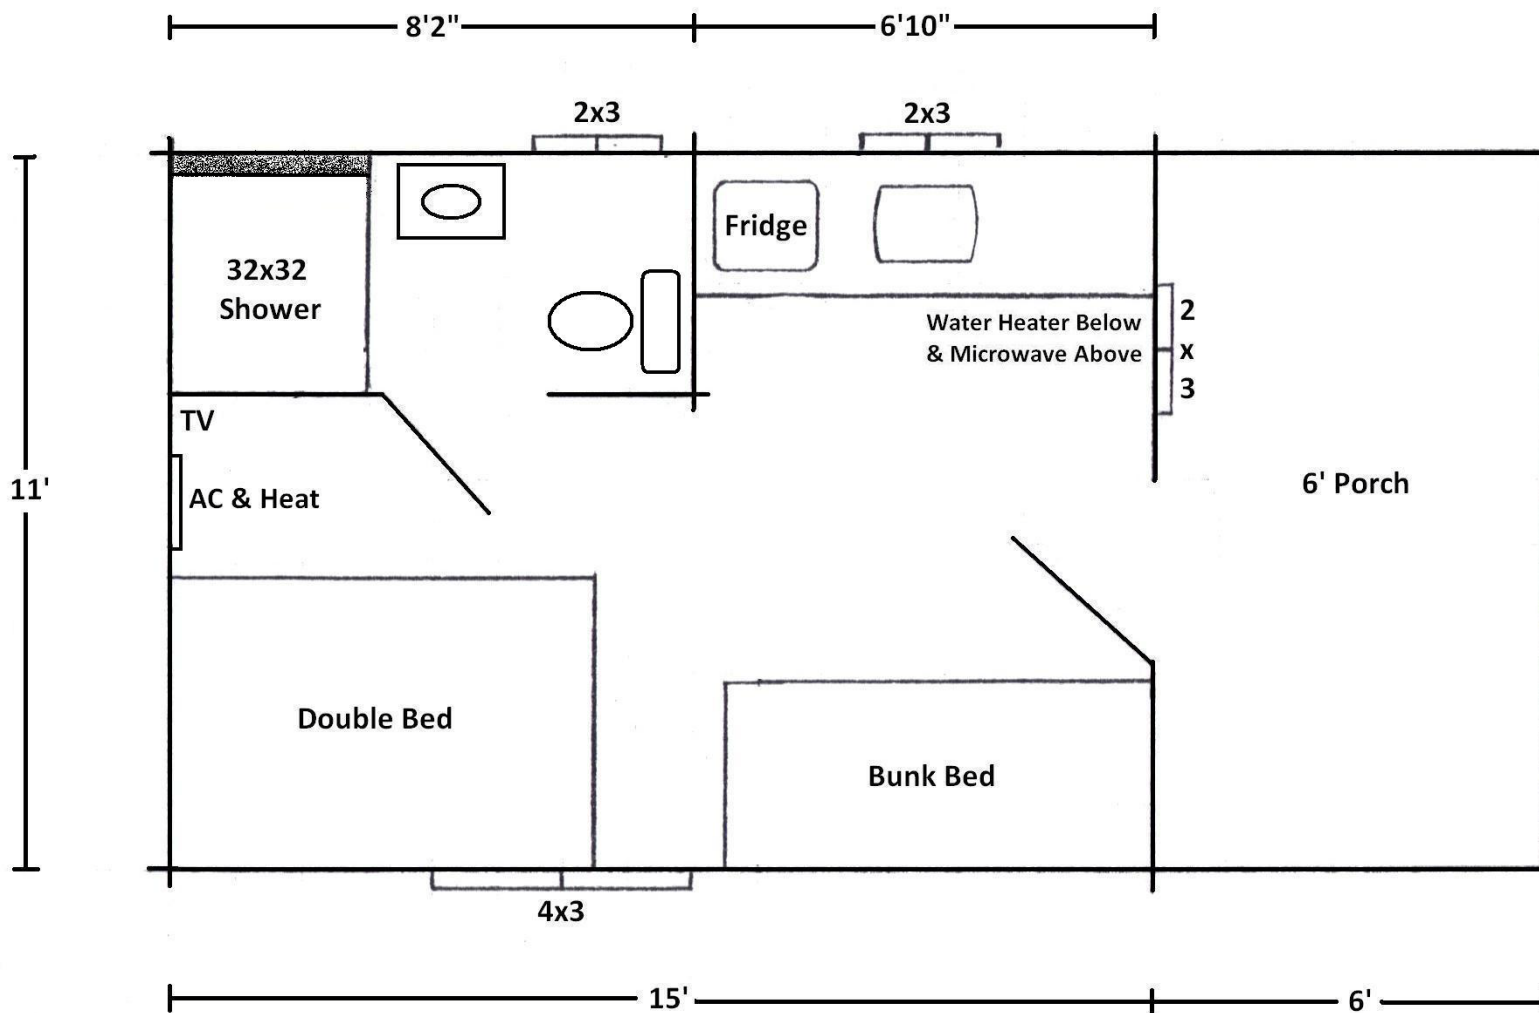 8'2"
6'10"
2x3
2x3
Fridge
32x32
Shower
Water Heater Below
& Microwave Above
2
x
3
TV
AC & Heat
11'
6' Porch
Double Bed
Bunk Bed
4x3
15'
6'